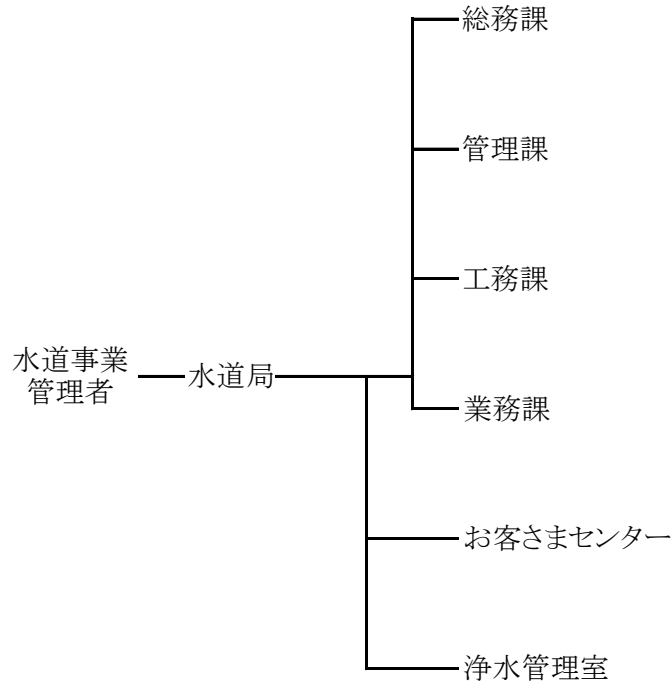 総務課
管理課
工務課
水道事業
管理者
水道局
業務課
お客さまセンター
浄水管理室